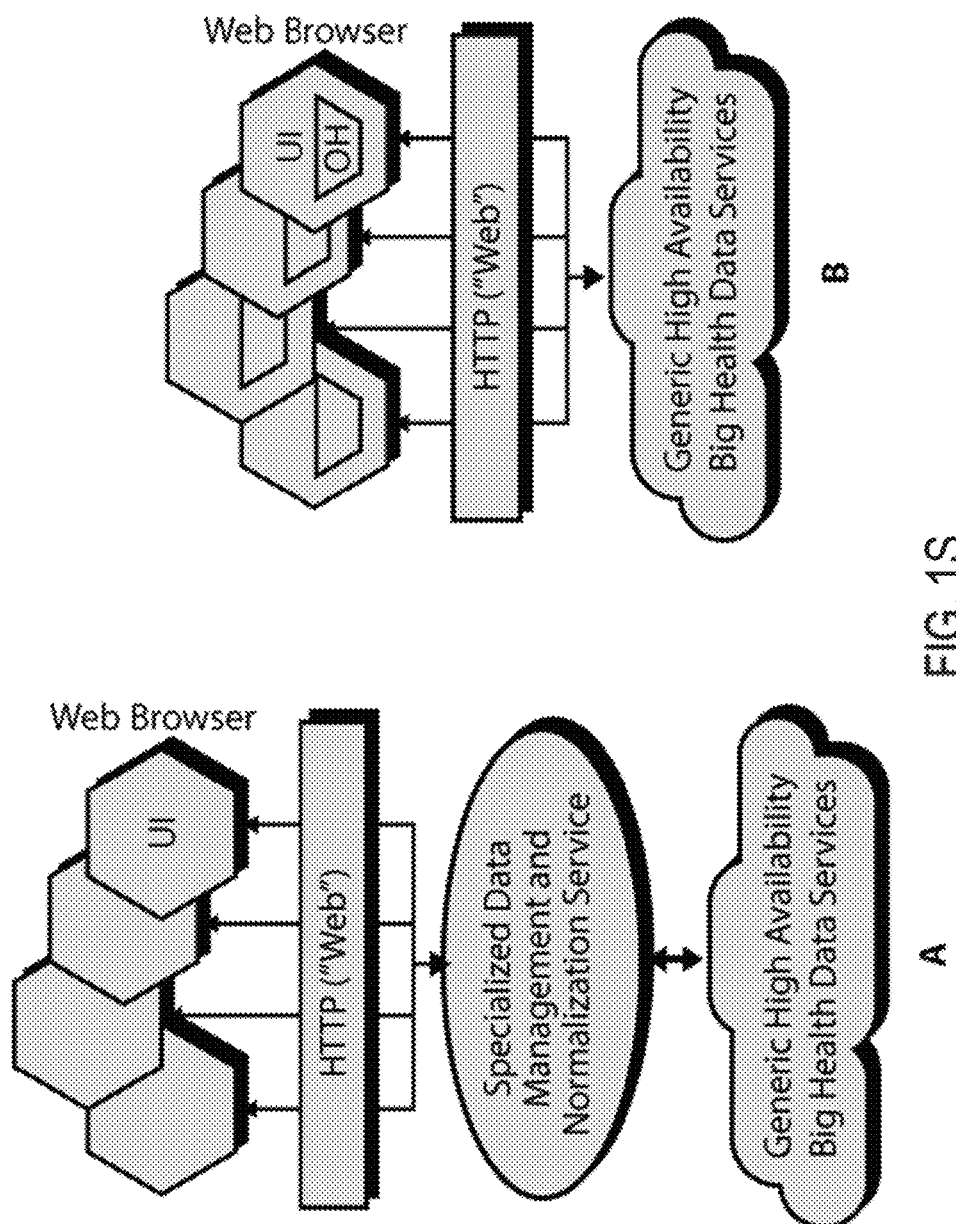 Web Browser
UI
HTTP ("Web")
Specialized Data
Management and
Normalization Service
Generic High Availability
Big Health Data Services
A
Web Browser
UI
OH
HTTP ("Web")
Generic High Availability
Big Health Data Services
B
FIG. 1S